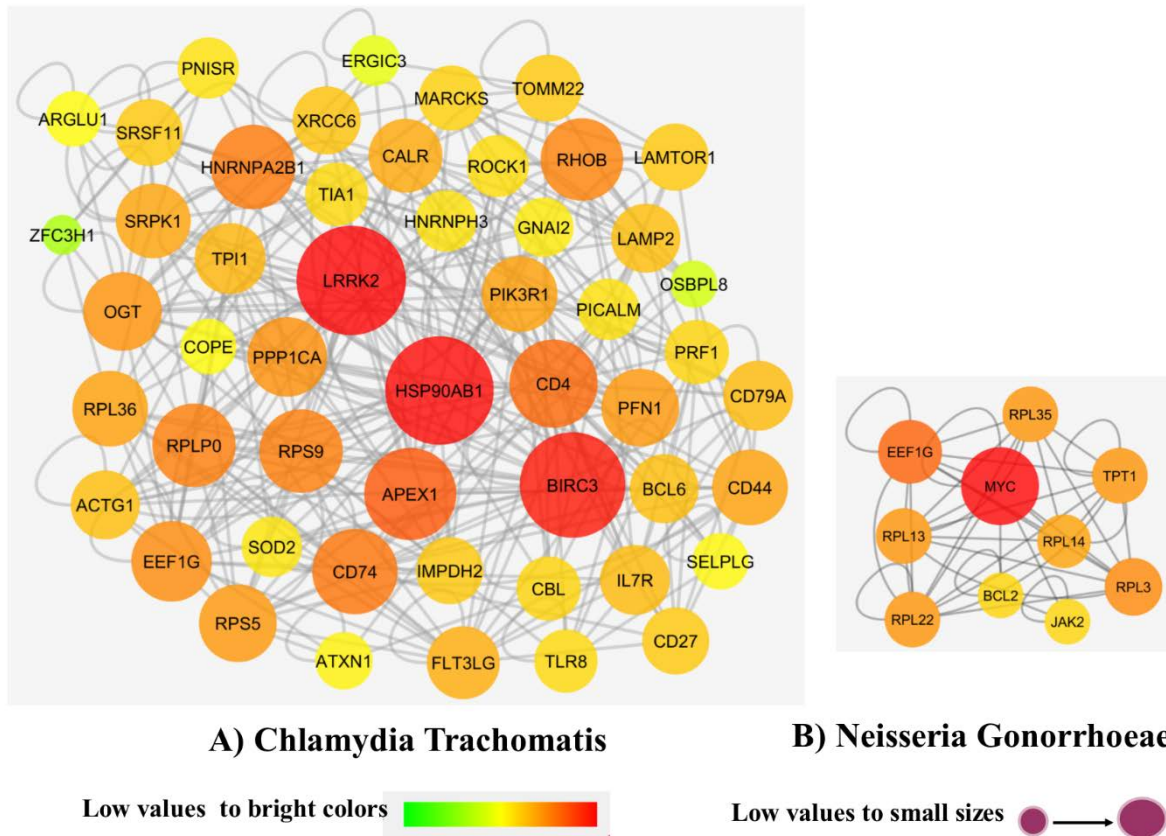 ERGIC3
PNISR
TOMM22
MARCKS
ARGLU1
XRCC6
SRSF11
CALR
ROCK1
RHOB
LAMTOR1
HNRNPA2B1
TIA1
SRPK1
HNRNPH3
GNAI2
ZFC3H1
LAMP2
TPI1
LRRK2
OSBPL8
PIK3R1
PICALM
OGT
COPE
PPP1CA
PRF1
HSP90AB1
CD4
CD79A
RPL36
PFN1
RPLP0
RPS9
BIRC3
BCL6
CD44
APEX1
ACTG1
SOD2
EEF1G
CD74
IMPDH2
CBL
IL7R
SELPLG
RPS5
ATXN1
FLT3LG
TLR8
CD27
RPL35
EEF1G
MYC
TPT1
RPL13
RPL14
BCL2
RPL3
RPL22
JAK2
A) Chlamydia Trachomatis
B) Neisseria Gonorrhoeae
Low values to bright colors
Low values to small sizes